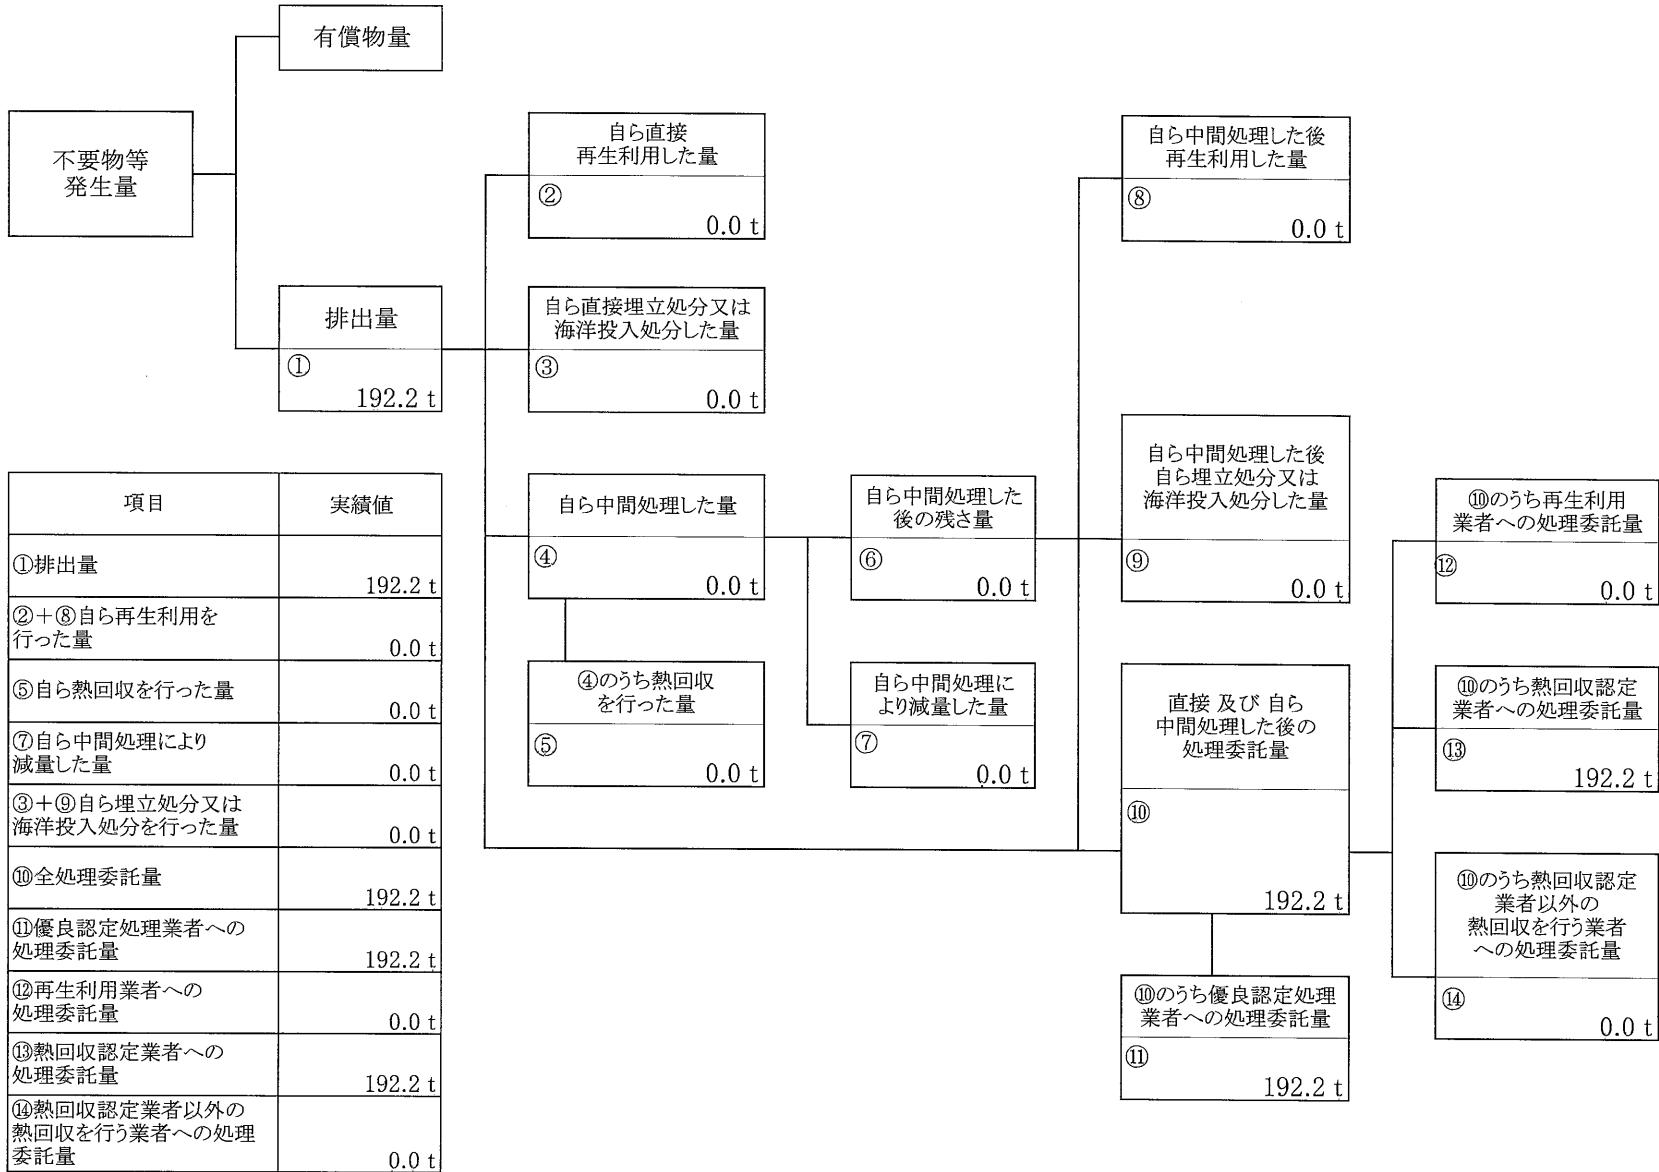 有償物量
不要物等
発生量
排出量
①
192.2 t
自ら直接
再生利用した量
②
0.0 t
自ら直接埋立処分又は
海洋投入処分した量
③
0.0 t
自ら中間処理した量
④
0.0 t
④のうち熱回収
を行った量
⑤
0.0 t
自ら中間処理した
後の残さ量
⑥
0.0 t
自ら中間処理に
より減量した量
⑦
0.0 t
自ら中間処理した後
再生利用した量
⑧
0.0 t
自ら中間処理した後
自ら埋立処分又は
海洋投入処分した量
⑨
0.0 t
直接 及び 自ら
中間処理した後の
処理委託量
⑩
192.2 t
⑩のうち優良認定処理
業者への処理委託量
⑪
192.2 t
⑩のうち再生利用
業者への処理委託量
⑫
0.0 t
⑩のうち熱回収認定
業者への処理委託量
⑬
192.2 t
⑩のうち熱回収認定
業者以外の
熱回収を行う業者
への処理委託量
⑭
0.0 t
項目 実績値
①排出量
192.2 t
②+⑧自ら再生利用を
行った量
0.0 t
⑤自ら熱回収を行った量
0.0 t
⑦自ら中間処理により
減量した量
0.0 t
③+⑨自ら埋立処分又は
海洋投入処分を行った量
0.0 t
⑩全処理委託量
192.2 t
⑪優良認定処理業者への
処理委託量
192.2 t
⑫再生利用業者への
処理委託量
0.0 t
⑬熱回収認定業者への
処理委託量
192.2 t
⑭熱回収認定業者以外の
熱回収を行う業者への処理
委託量
0.0 t